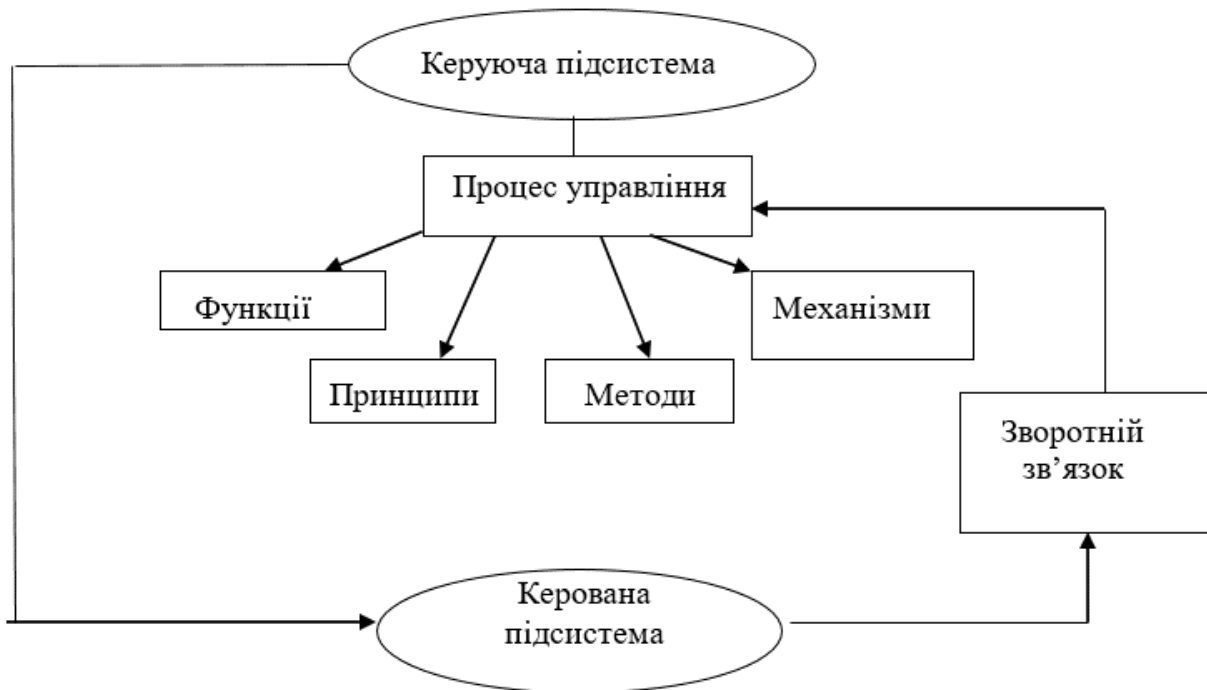 Керуюча підсистема
Процес управління
Функції
Механізми
Принципи
Методи
Зворотній
зв’язок
Керована
підсистема